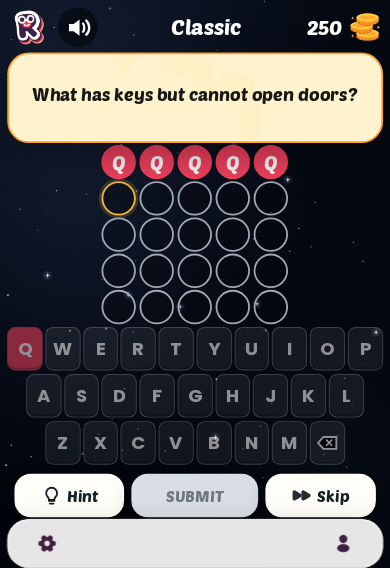 Classic
250
What has keys but cannot open doors?
Q Q Q Q Q
Q W E R T Y U I O P
A S D F G H J K L
Z X C V B N M
Hint SUBMIT Skip